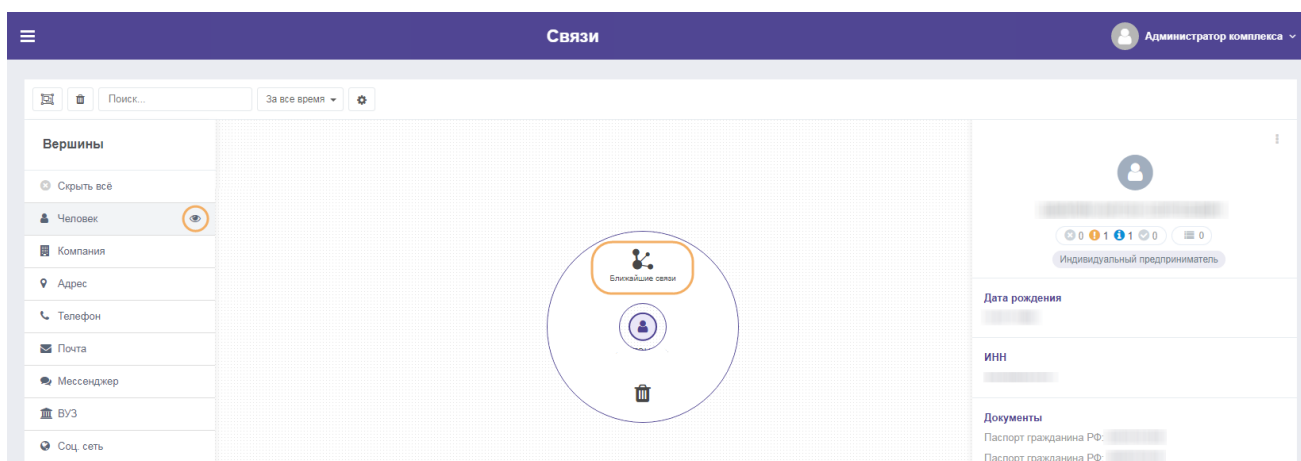 Связи
Администратор комплекса
Поиск...
За все время
Вершины
Скрыть всё
Человек
Компания
Адрес
Телефон
Почта
Мессенджер
ВУЗ
Соц. сеть
Ближайшие связи
0 1 1 0 0
Индивидуальный предприниматель
Дата рождения
ИНН
Документы
Паспорт гражданина РФ:
Паспорт гражданина РФ: